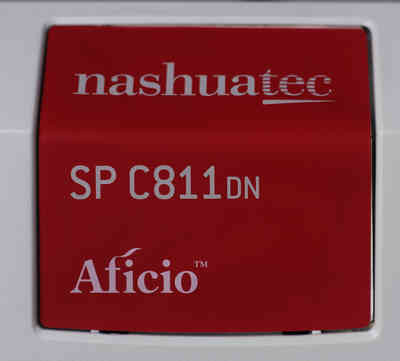 nashuatec
SP C811DN
Aficio™